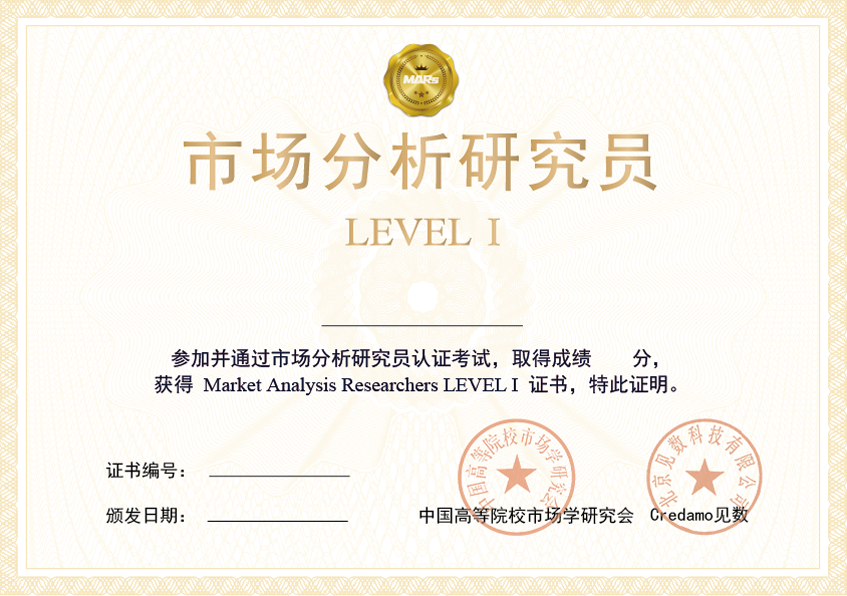 MARs
市场分析研究员
LEVEL I
参加并通过市场分析研究员认证考试，取得成绩 分，
获得 Market Analysis Researchers LEVEL I 证书，特此证明。
中国高等院校市场学研究会
北京见数科技有限公司
证书编号：
颁发日期：
中国高等院校市场学研究会 Credamo见数